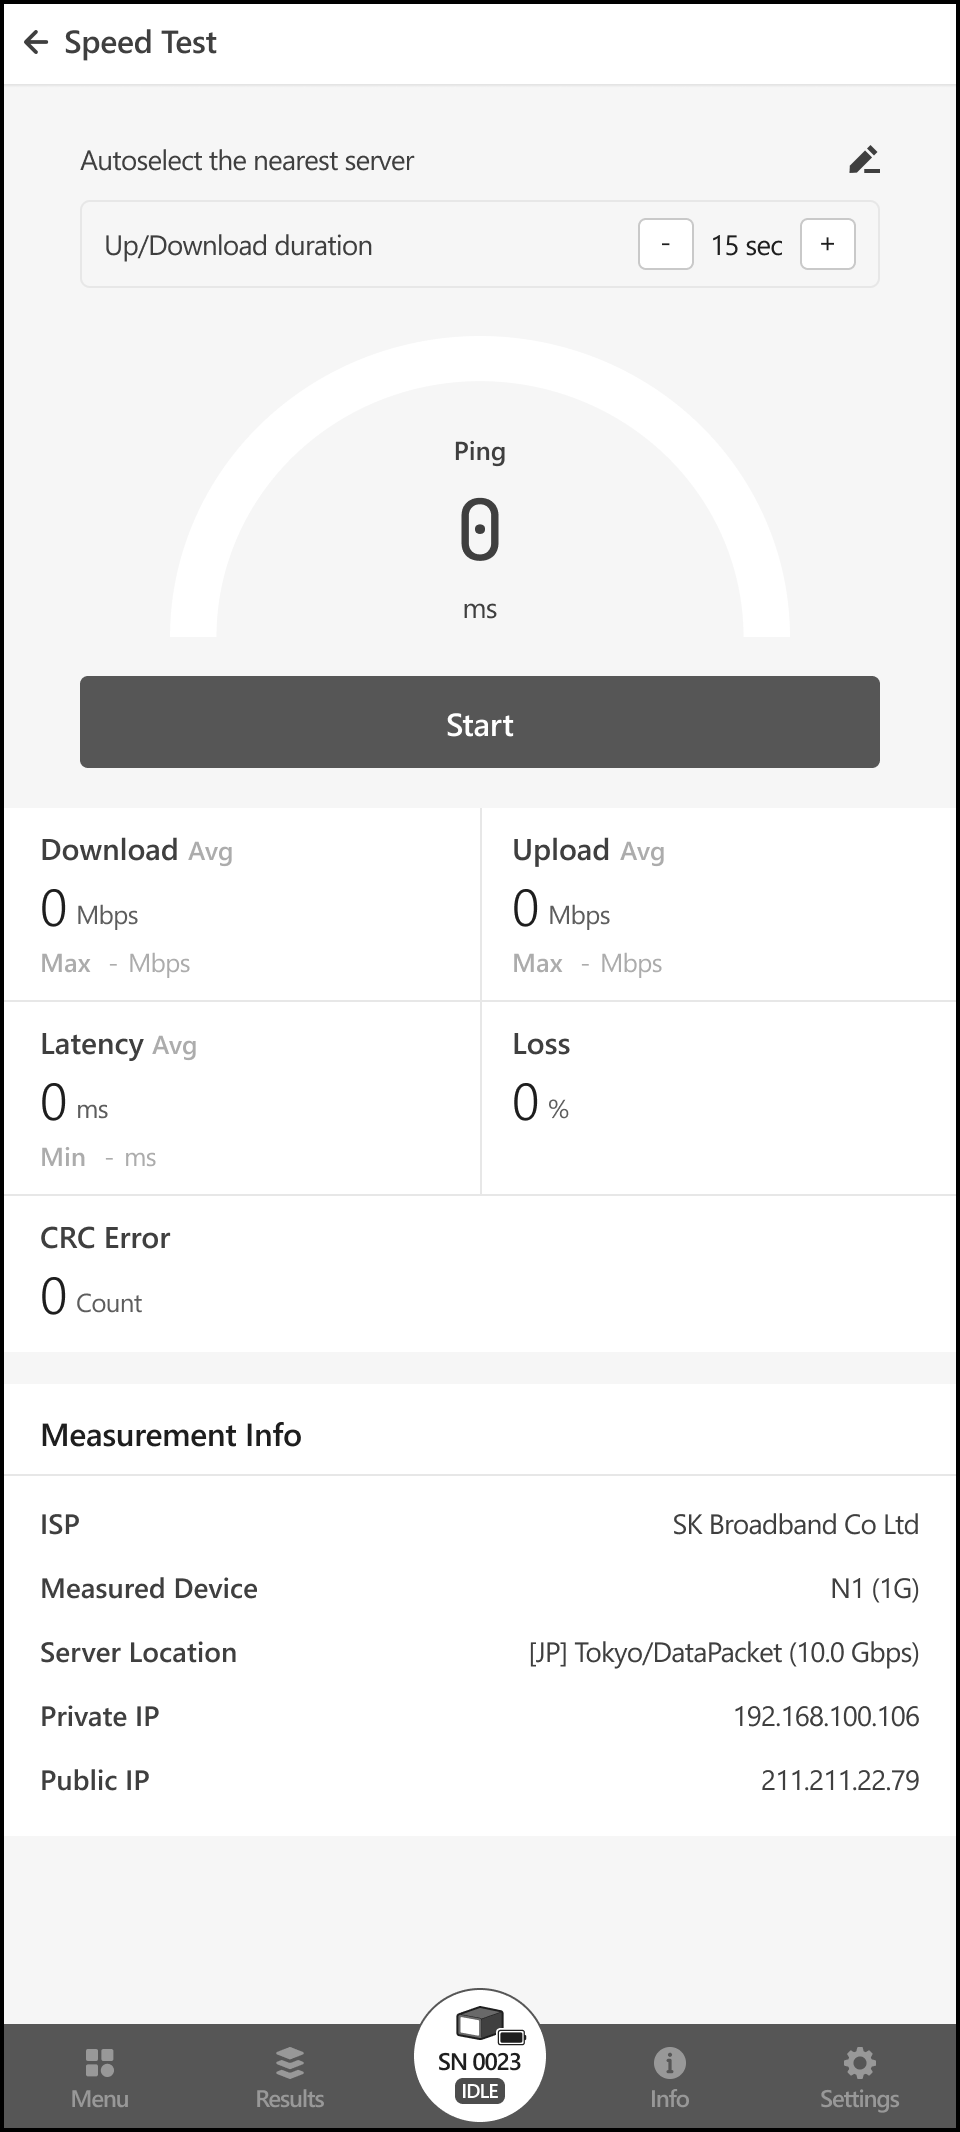 Speed Test
Autoselect the nearest server
Up/Download duration - 15 sec +
Ping
0
ms
Start
Download Avg
0 Mbps
Max - Mbps
Upload Avg
0 Mbps
Max - Mbps
Latency Avg
0 ms
Min - ms
Loss
0 %
CRC Error
0 Count
Measurement Info
ISP SK Broadband Co Ltd
Measured Device N1 (1G)
Server Location [JP] Tokyo/DataPacket (10.0 Gbps)
Private IP 192.168.100.106
Public IP 211.211.22.79
Menu
Results
SN 0023
IDLE
Info
Settings